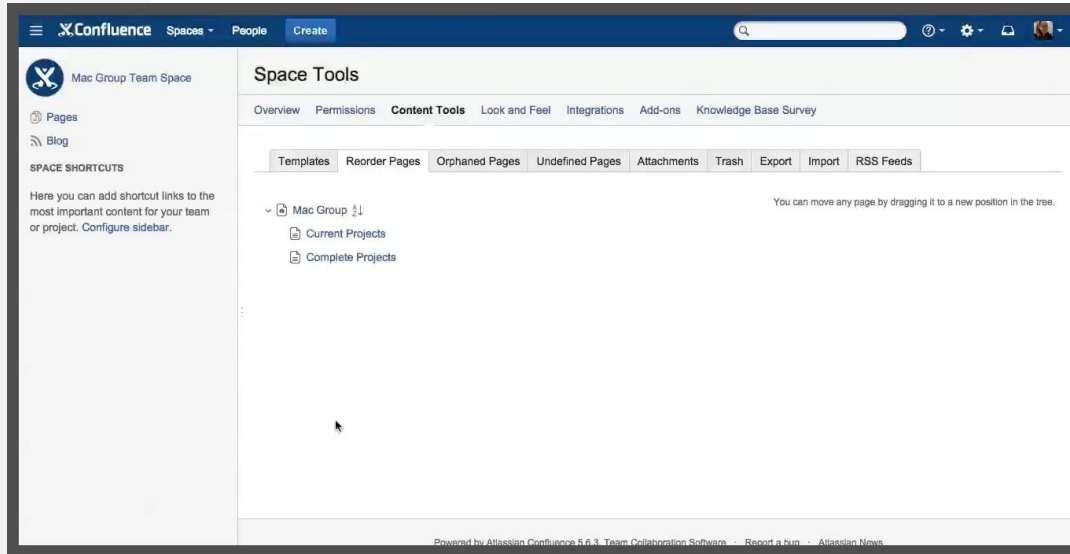 Confluence Spaces People Create
Mac Group Team Space
Pages
Blog
SPACE SHORTCUTS
Here you can add shortcut links to the
most important content for your team
or project. Configure sidebar.
Space Tools
Overview Permissions Content Tools Look and Feel Integrations Add-ons Knowledge Base Survey
Templates Reorder Pages Orphaned Pages Undefined Pages Attachments Trash Export Import RSS Feeds
You can move any page by dragging it to a new position in the tree.
Mac Group
Current Projects
Complete Projects
Powered by Atlassian Confluence 5.6.3, Team Collaboration Software · Report a bug · Atlassian News